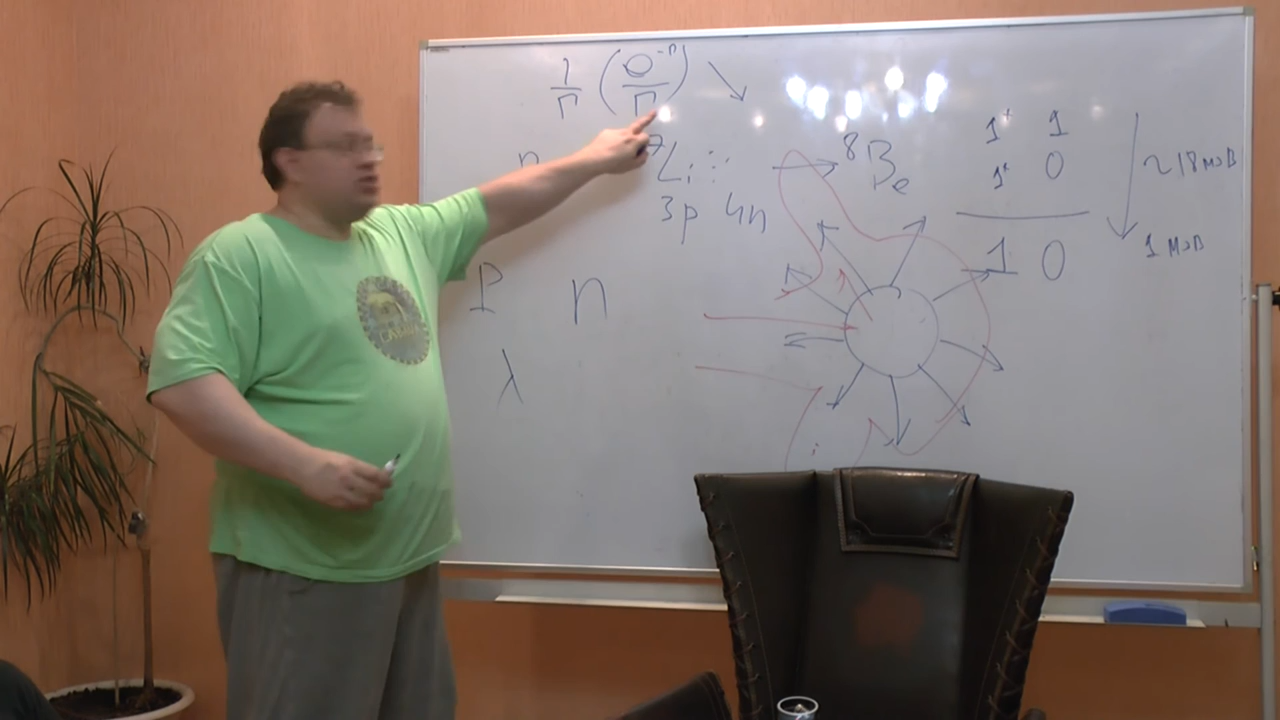 1/r (e^-r / r)
p ⁷Li → ⁸Be
3p 4n
p n
λ
1⁺ 1
1⁺ 0
1 0
~18 мэВ
1 мэВ